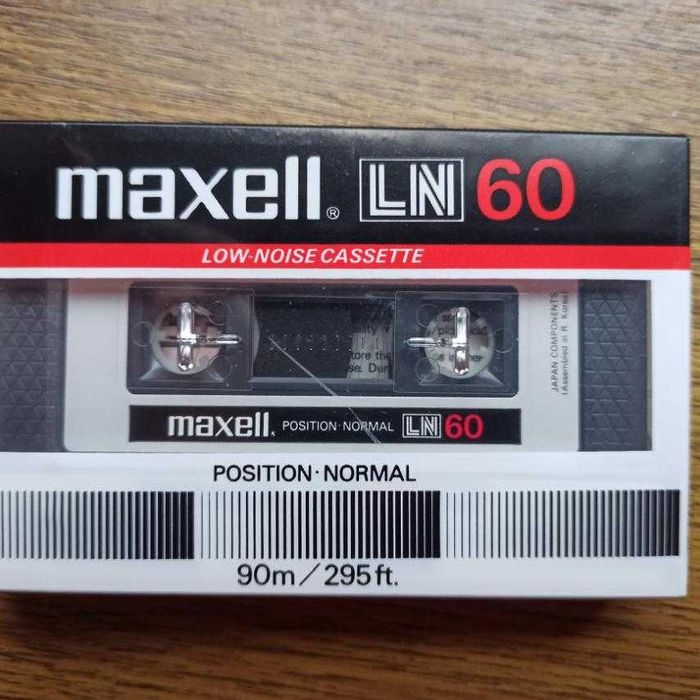 maxell® LN 60
LOW-NOISE CASSETTE
JAPAN COMPONENTS
(Assembled in R. Korea)
maxell. POSITION·NORMAL LN 60
POSITION·NORMAL
90m/295ft.